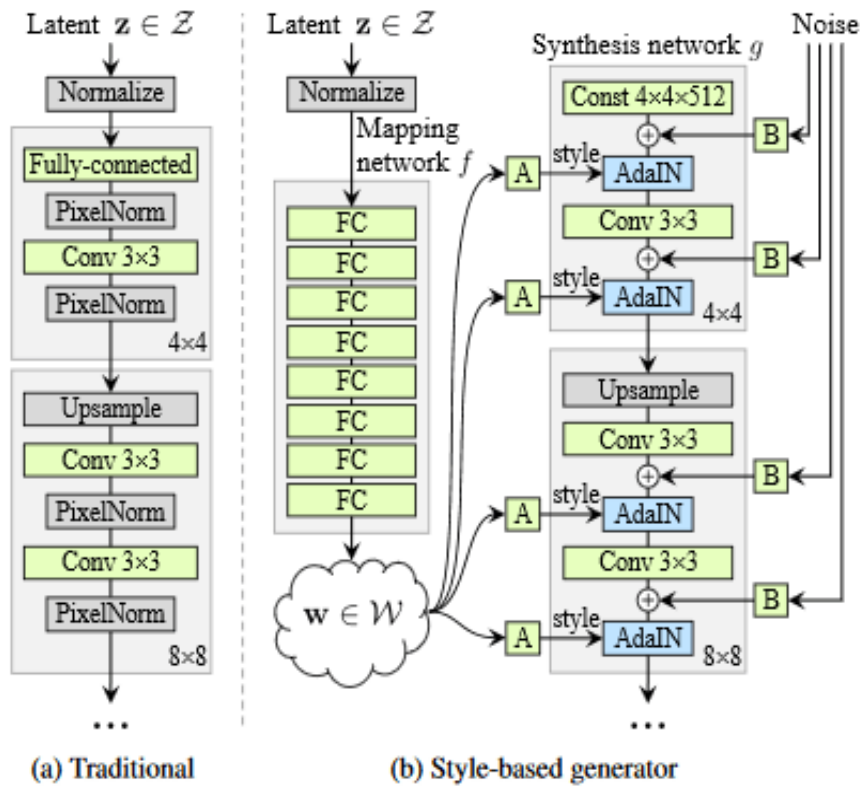 Latent z ∈ Z
Normalize
Fully-connected
PixelNorm
Conv 3×3
PixelNorm
4×4
Upsample
Conv 3×3
PixelNorm
Conv 3×3
PixelNorm
8×8
...
(a) Traditional
Latent z ∈ Z
Normalize
Mapping
network f
FC
FC
FC
FC
FC
FC
FC
FC
w ∈ W
Noise
Synthesis network g
Const 4×4×512
B
A
style
AdaIN
Conv 3×3
B
A
style
AdaIN
4×4
Upsample
Conv 3×3
B
A
style
AdaIN
Conv 3×3
B
A
style
AdaIN
8×8
...
(b) Style-based generator